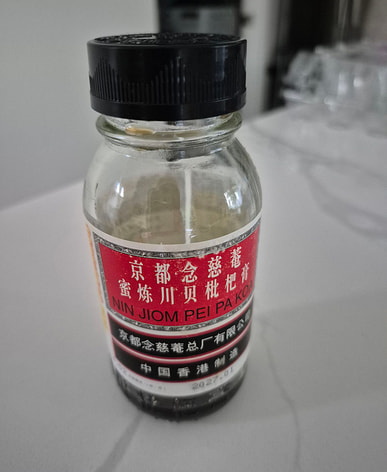 京都念慈菴
蜜炼川贝枇杷膏
NIN JIOM PEI PA KOA
京都念慈菴总厂有限公司
中国香港制造
2027.01